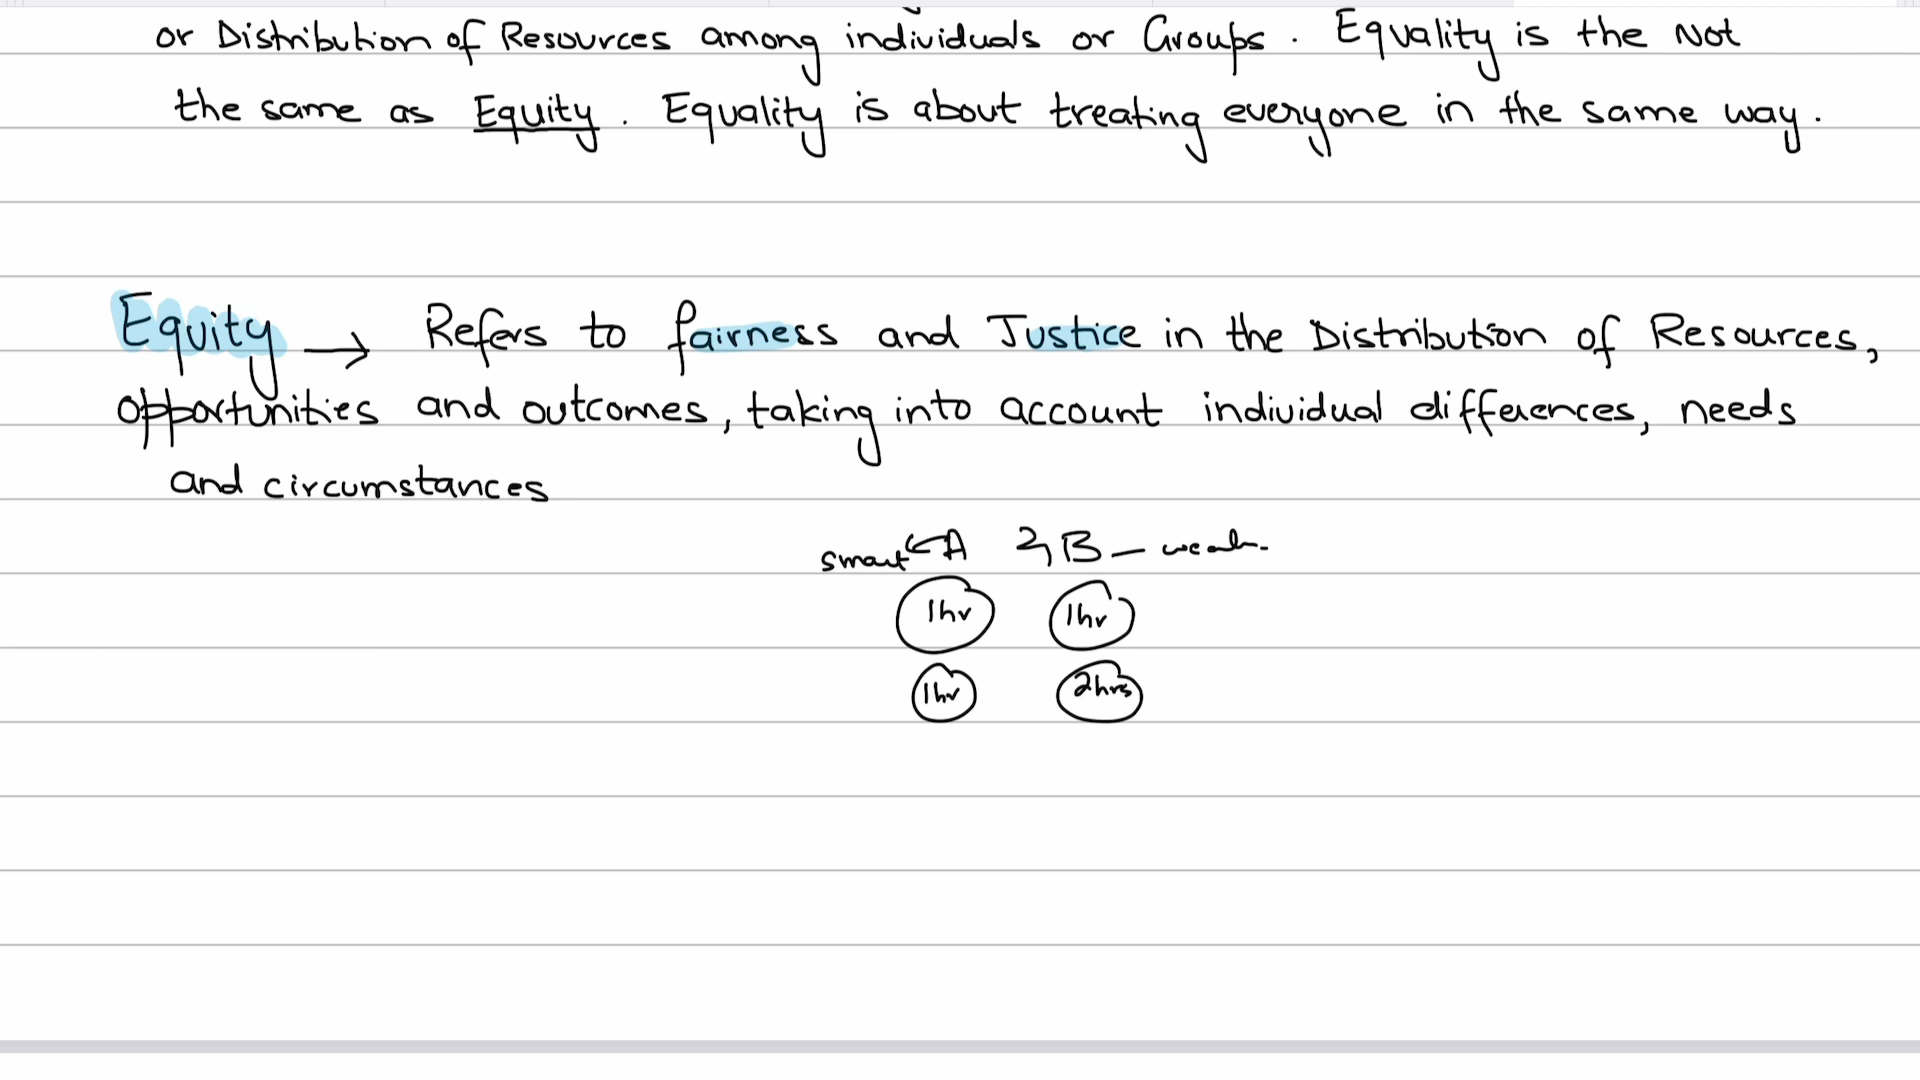 or Distribution of Resources among individuals or Groups. Equality is the Not
the same as Equity. Equality is about treating everyone in the same way.
Equity → Refers to fairness and Justice in the Distribution of Resources,
opportunities and outcomes, taking into account individual differences, needs
and circumstances
smart ← A B — weak.
1hr 1hr
1hr 2hrs